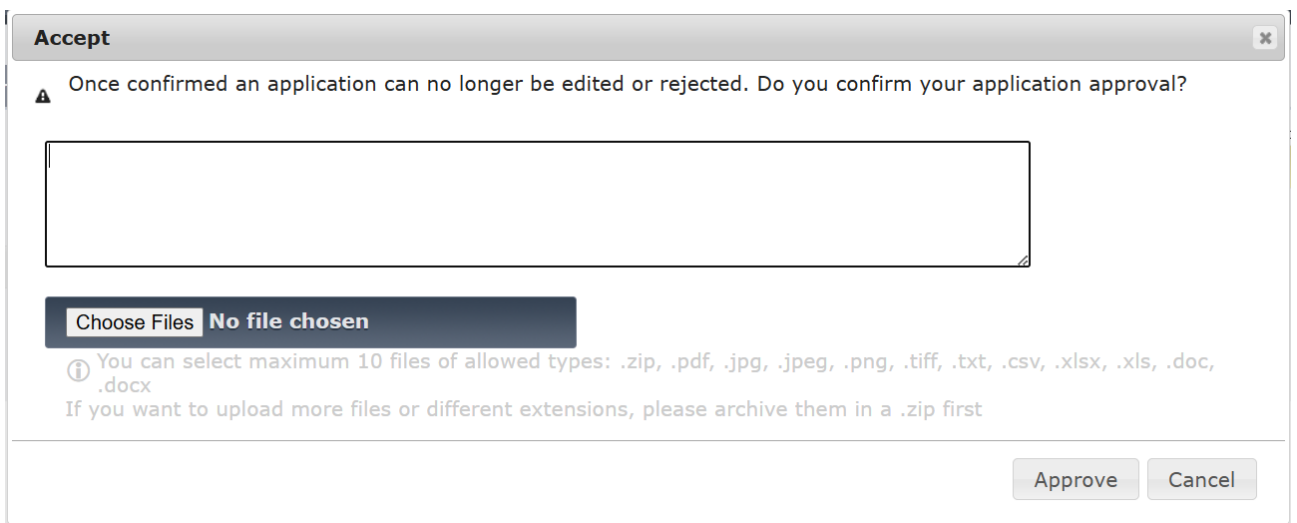 Accept
Once confirmed an application can no longer be edited or rejected. Do you confirm your application approval?
Choose Files No file chosen
You can select maximum 10 files of allowed types: .zip, .pdf, .jpg, .jpeg, .png, .tiff, .txt, .csv, .xlsx, .xls, .doc,
.docx
If you want to upload more files or different extensions, please archive them in a .zip first
Approve Cancel